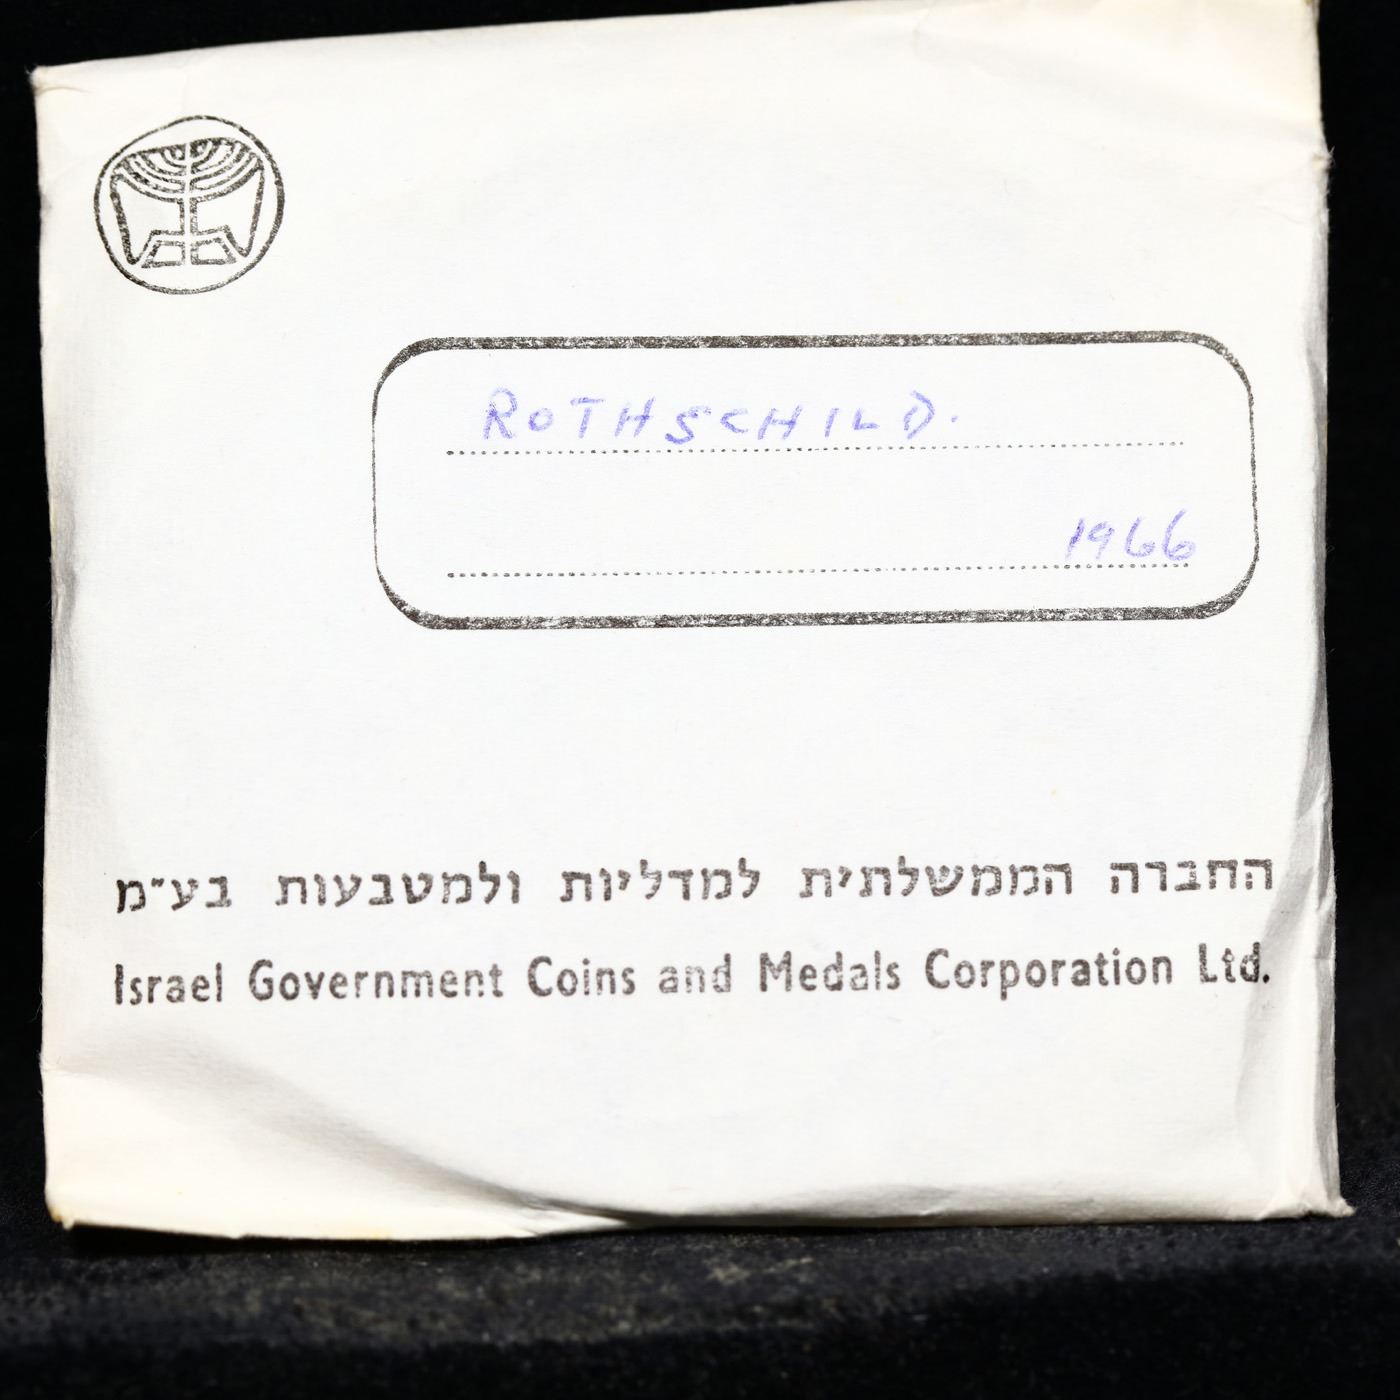 ROTHSCHILD.
1966
החברה הממשלתית למדליות ולמטבעות בע״מ
Israel Government Coins and Medals Corporation Ltd.